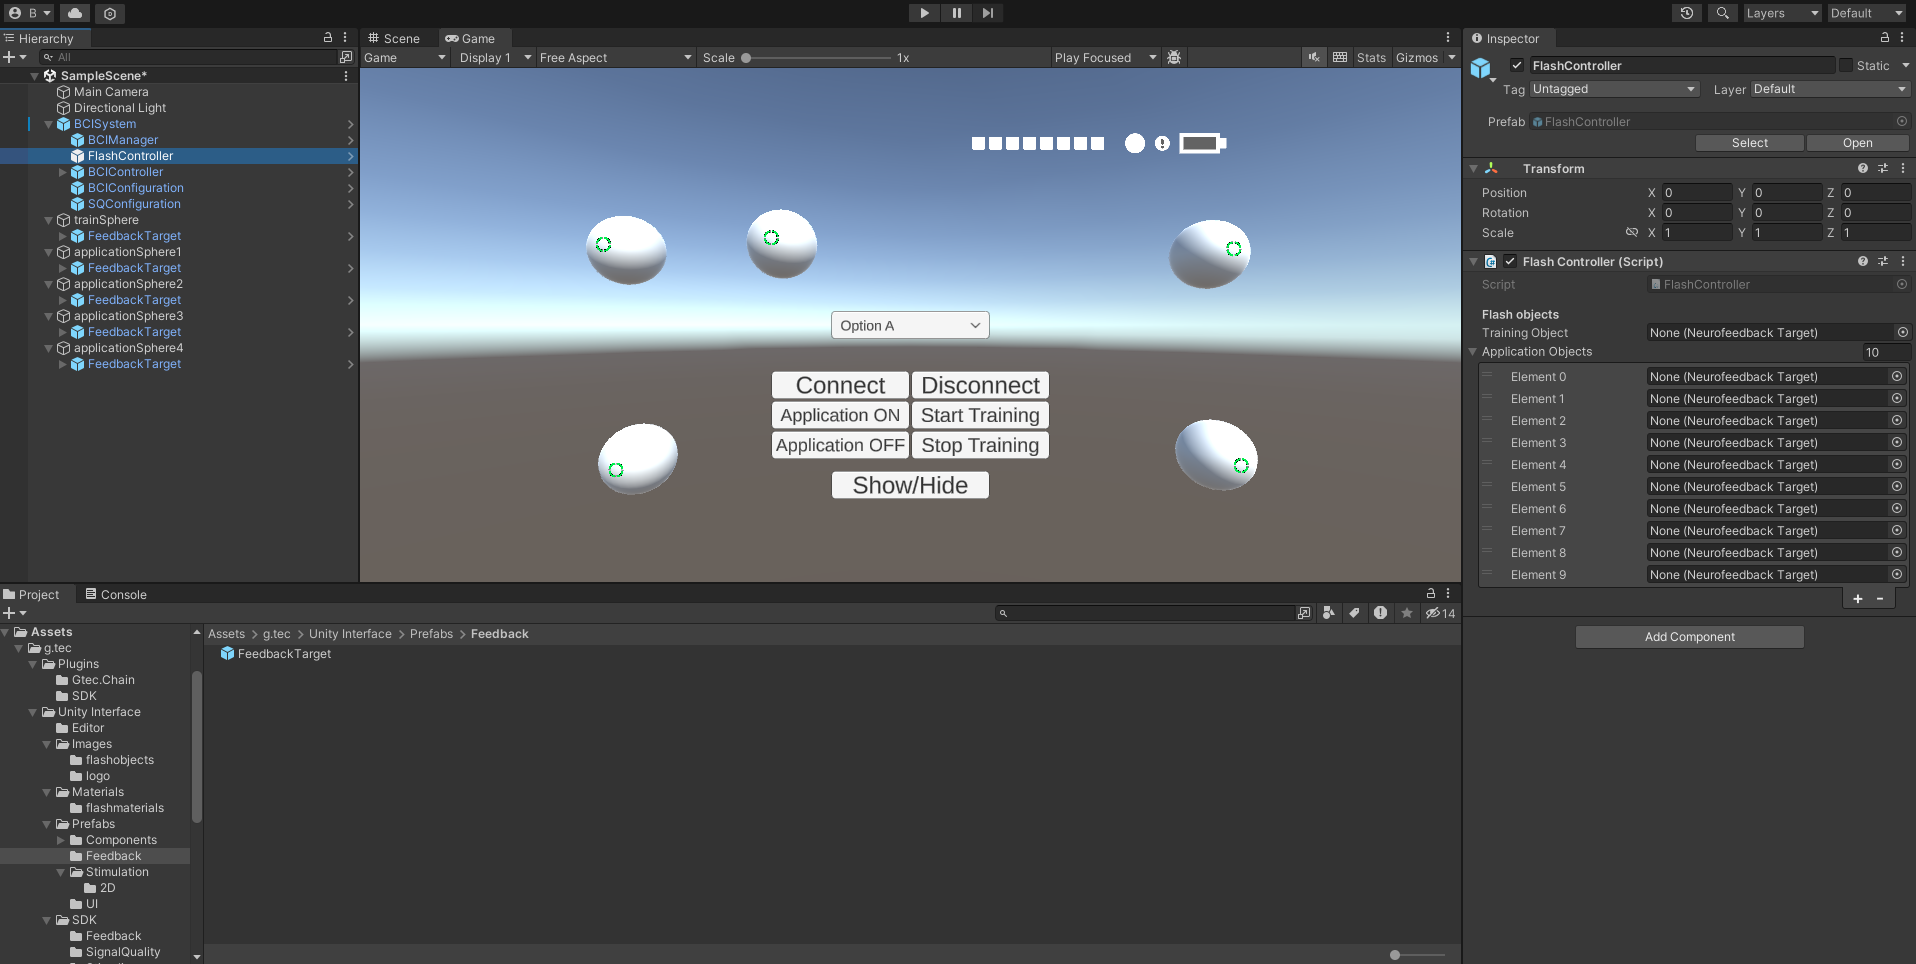 B
Layers
Default
Hierarchy
All
SampleScene*
Main Camera
Directional Light
BCISystem
BCIManager
FlashController
BCIController
BCIConfiguration
SQConfiguration
trainSphere
FeedbackTarget
applicationSphere1
FeedbackTarget
applicationSphere2
FeedbackTarget
applicationSphere3
FeedbackTarget
applicationSphere4
FeedbackTarget
Scene
Game
Game
Display 1
Free Aspect
Scale
1x
Play Focused
Stats
Gizmos
Option A
Connect
Disconnect
Application ON
Start Training
Application OFF
Stop Training
Show/Hide
Inspector
FlashController
Static
Tag
Untagged
Layer
Default
Prefab
FlashController
Select
Open
Transform
Position
X 0
Y 0
Z 0
Rotation
X 0
Y 0
Z 0
Scale
X 1
Y 1
Z 1
Flash Controller (Script)
Script
FlashController
Flash objects
Training Object
None (Neurofeedback Target)
Application Objects
10
Element 0
None (Neurofeedback Target)
Element 1
None (Neurofeedback Target)
Element 2
None (Neurofeedback Target)
Element 3
None (Neurofeedback Target)
Element 4
None (Neurofeedback Target)
Element 5
None (Neurofeedback Target)
Element 6
None (Neurofeedback Target)
Element 7
None (Neurofeedback Target)
Element 8
None (Neurofeedback Target)
Element 9
None (Neurofeedback Target)
+ -
Add Component
Project
Console
14
Assets
g.tec
Plugins
Gtec.Chain
SDK
Unity Interface
Editor
Images
flashobjects
logo
Materials
flashmaterials
Prefabs
Components
Feedback
Stimulation
2D
UI
SDK
Feedback
SignalQuality
Assets > g.tec > Unity Interface > Prefabs > Feedback
FeedbackTarget